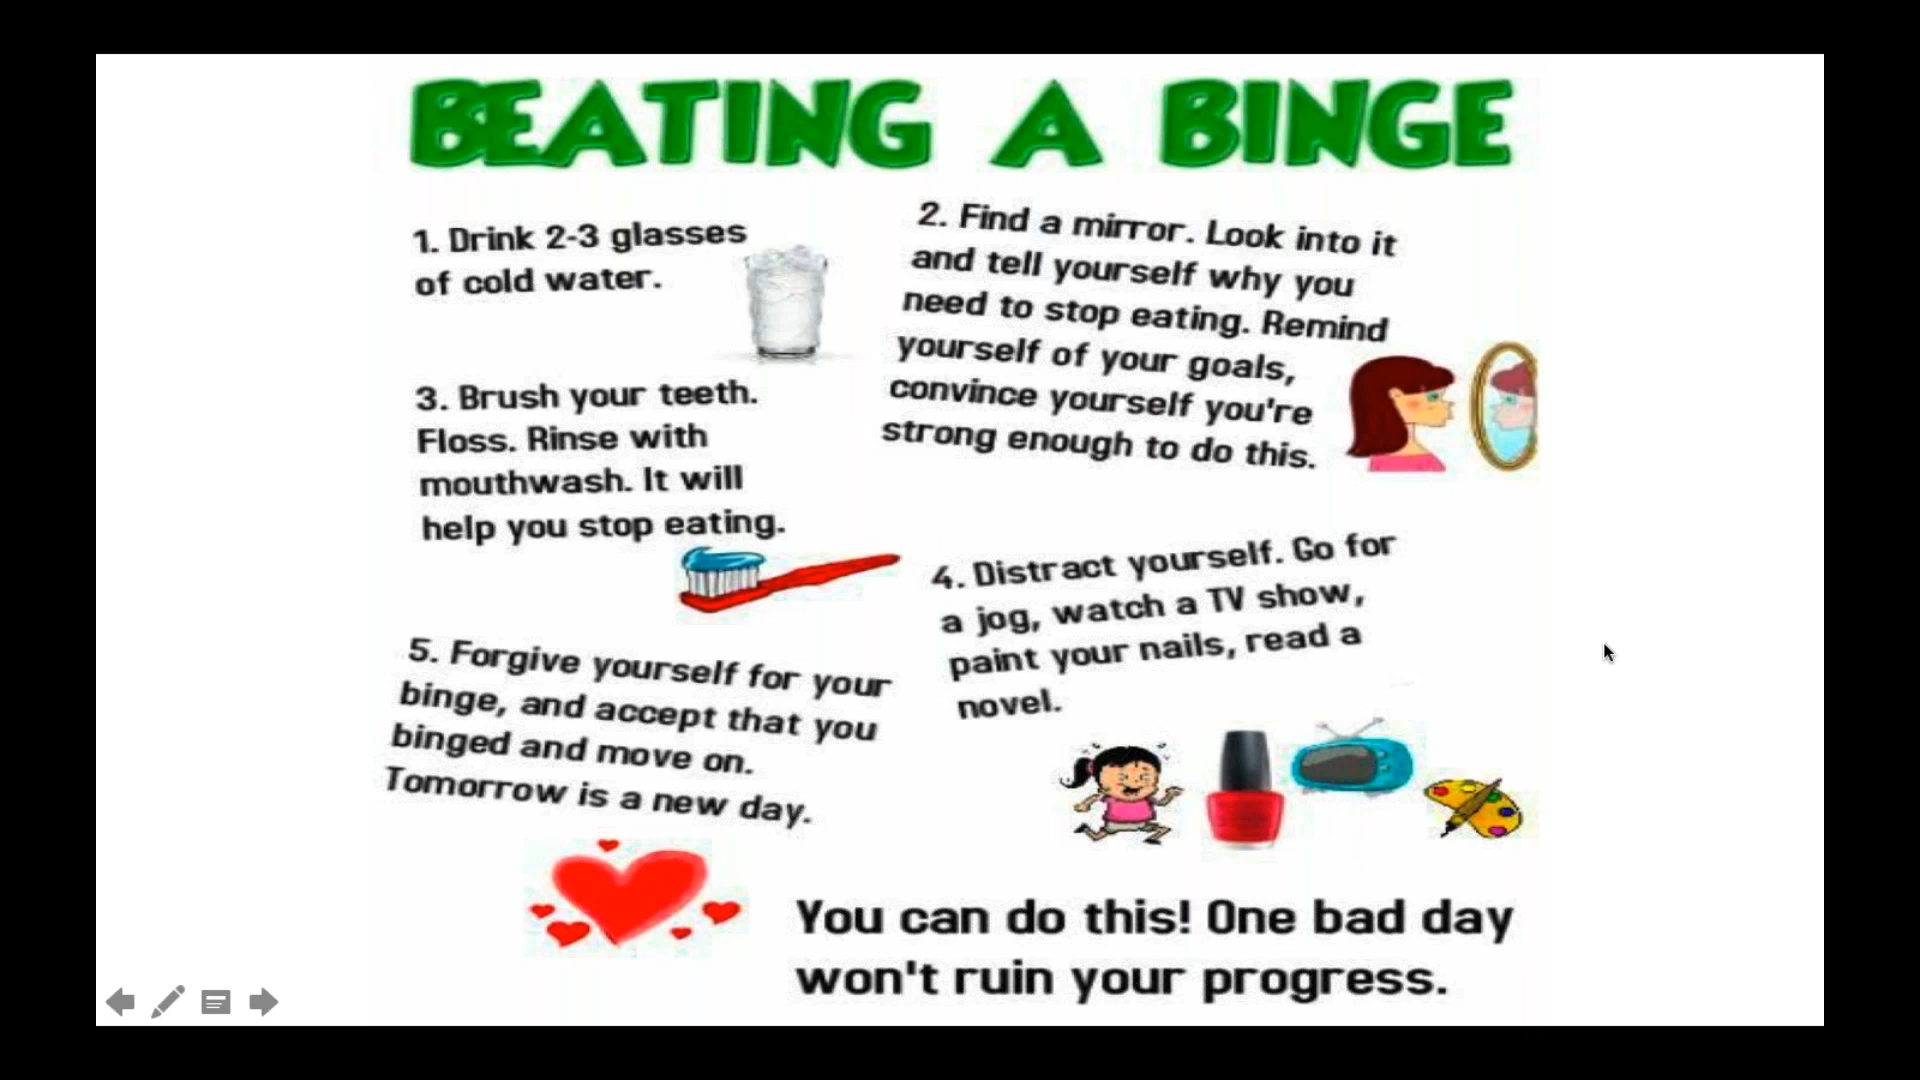 BEATING A BINGE
1. Drink 2-3 glasses
of cold water.
2. Find a mirror. Look into it
and tell yourself why you
need to stop eating. Remind
yourself of your goals,
convince yourself you're
strong enough to do this.
3. Brush your teeth.
Floss. Rinse with
mouthwash. It will
help you stop eating.
4. Distract yourself. Go for
a jog, watch a TV show,
paint your nails, read a
novel.
5. Forgive yourself for your
binge, and accept that you
binged and move on.
Tomorrow is a new day.
You can do this! One bad day
won't ruin your progress.